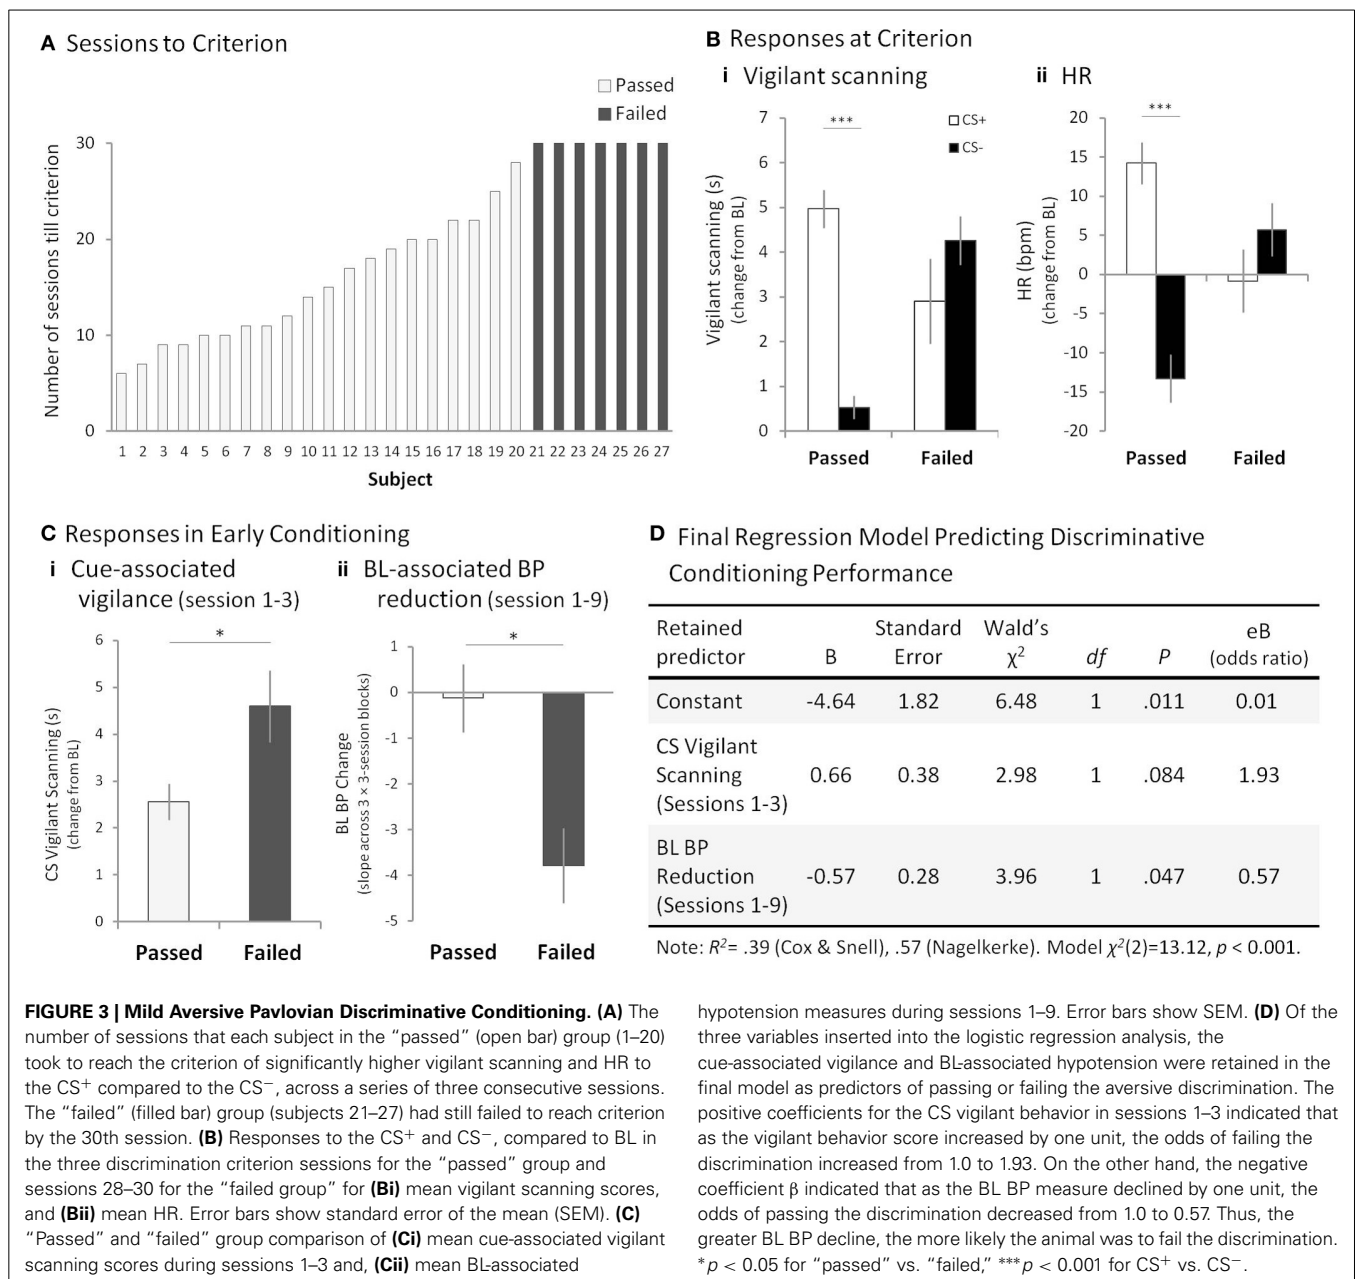 A Sessions to Criterion
Passed
Failed
Number of sessions till criterion
30
20
10
0
1 2 3 4 5 6 7 8 9 10 11 12 13 14 15 16 17 18 19 20 21 22 23 24 25 26 27
Subject
B Responses at Criterion
i Vigilant scanning
Vigilant scanning (s)
(change from BL)
7
6
5
4
3
2
1
0
***
CS+
CS-
Passed Failed
ii HR
HR (bpm)
(change from BL)
20
15
10
5
0
-5
-10
-15
-20
***
Passed Failed
C Responses in Early Conditioning
i Cue-associated
vigilance (session 1-3)
CS Vigilant Scanning (s)
(change from BL)
6
5
4
3
2
1
0
*
Passed Failed
ii BL-associated BP
reduction (session 1-9)
BL BP Change
(slope across 3 × 3-session blocks)
1
0
-1
-2
-3
-4
-5
*
Passed Failed
D Final Regression Model Predicting Discriminative
Conditioning Performance
Retained predictor B Standard Error Wald's χ² df P eB (odds ratio)
Constant -4.64 1.82 6.48 1 .011 0.01
CS Vigilant
Scanning 0.66 0.38 2.98 1 .084 1.93
(Sessions 1-3)
BL BP
Reduction -0.57 0.28 3.96 1 .047 0.57
(Sessions 1-9)
Note: R²= .39 (Cox & Snell), .57 (Nagelkerke). Model χ²(2)=13.12, p < 0.001.
FIGURE 3 | Mild Aversive Pavlovian Discriminative Conditioning. (A) The
number of sessions that each subject in the “passed” (open bar) group (1–20)
took to reach the criterion of significantly higher vigilant scanning and HR to
the CS⁺ compared to the CS⁻, across a series of three consecutive sessions.
The “failed” (filled bar) group (subjects 21–27) had still failed to reach criterion
by the 30th session. (B) Responses to the CS⁺ and CS⁻, compared to BL in
the three discrimination criterion sessions for the “passed” group and
sessions 28–30 for the “failed group” for (Bi) mean vigilant scanning scores,
and (Bii) mean HR. Error bars show standard error of the mean (SEM). (C)
“Passed” and “failed” group comparison of (Ci) mean cue-associated vigilant
scanning scores during sessions 1–3 and, (Cii) mean BL-associated
hypotension measures during sessions 1–9. Error bars show SEM. (D) Of the
three variables inserted into the logistic regression analysis, the
cue-associated vigilance and BL-associated hypotension were retained in the
final model as predictors of passing or failing the aversive discrimination. The
positive coefficients for the CS vigilant behavior in sessions 1–3 indicated that
as the vigilant behavior score increased by one unit, the odds of failing the
discrimination increased from 1.0 to 1.93. On the other hand, the negative
coefficient β indicated that as the BL BP measure declined by one unit, the
odds of passing the discrimination decreased from 1.0 to 0.57. Thus, the
greater BL BP decline, the more likely the animal was to fail the discrimination.
*p < 0.05 for “passed” vs. “failed,” ***p < 0.001 for CS⁺ vs. CS⁻.